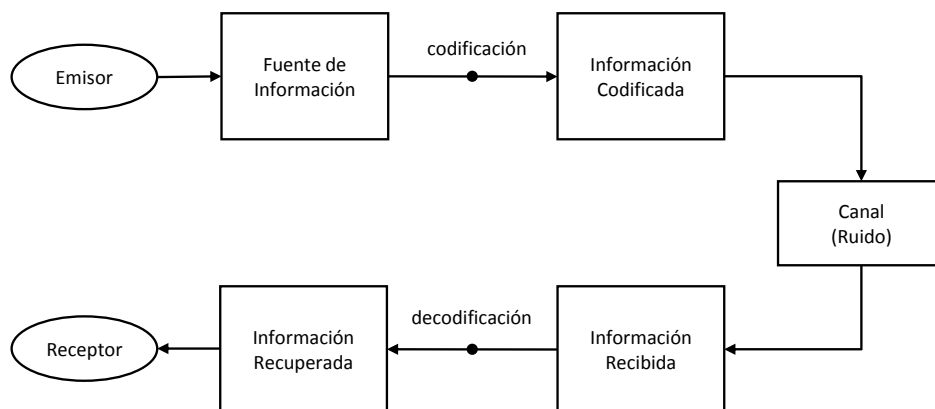 Emisor
Fuente de
Información
codificación
Información
Codificada
Canal
(Ruido)
Información
Recibida
decodificación
Información
Recuperada
Receptor